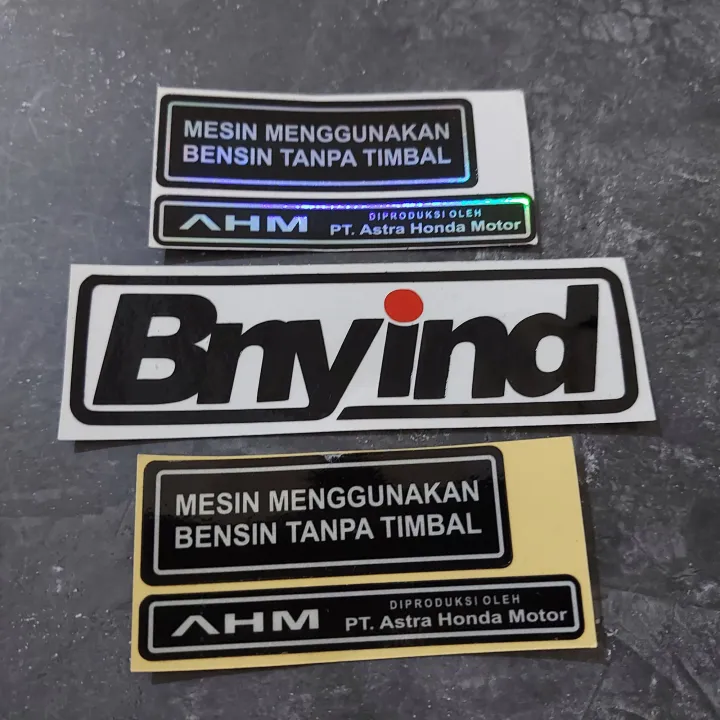 MESIN MENGGUNAKAN
BENSIN TANPA TIMBAL
AHM
DIPRODUKSI OLEH
PT. Astra Honda Motor
Bnyind
MESIN MENGGUNAKAN
BENSIN TANPA TIMBAL
AHM
DIPRODUKSI OLEH
PT. Astra Honda Motor